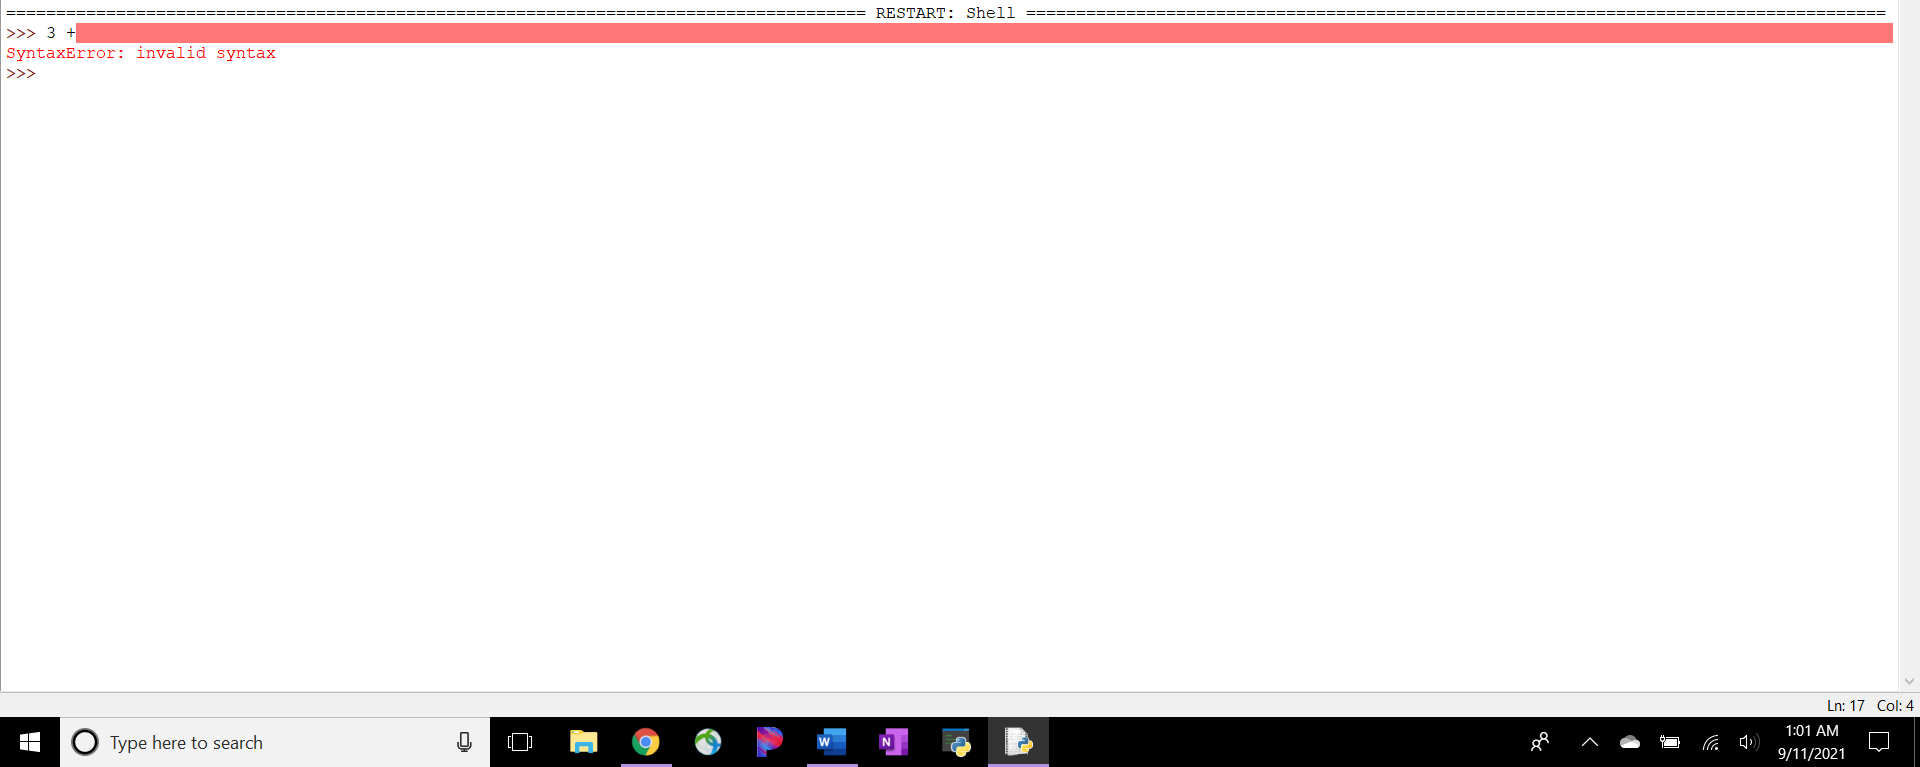 ====================================================================================== RESTART: Shell ======================================================================================
>>> 3 +
SyntaxError: invalid syntax
>>>
Ln: 17 Col: 4
Type here to search
W
N
1:01 AM
9/11/2021